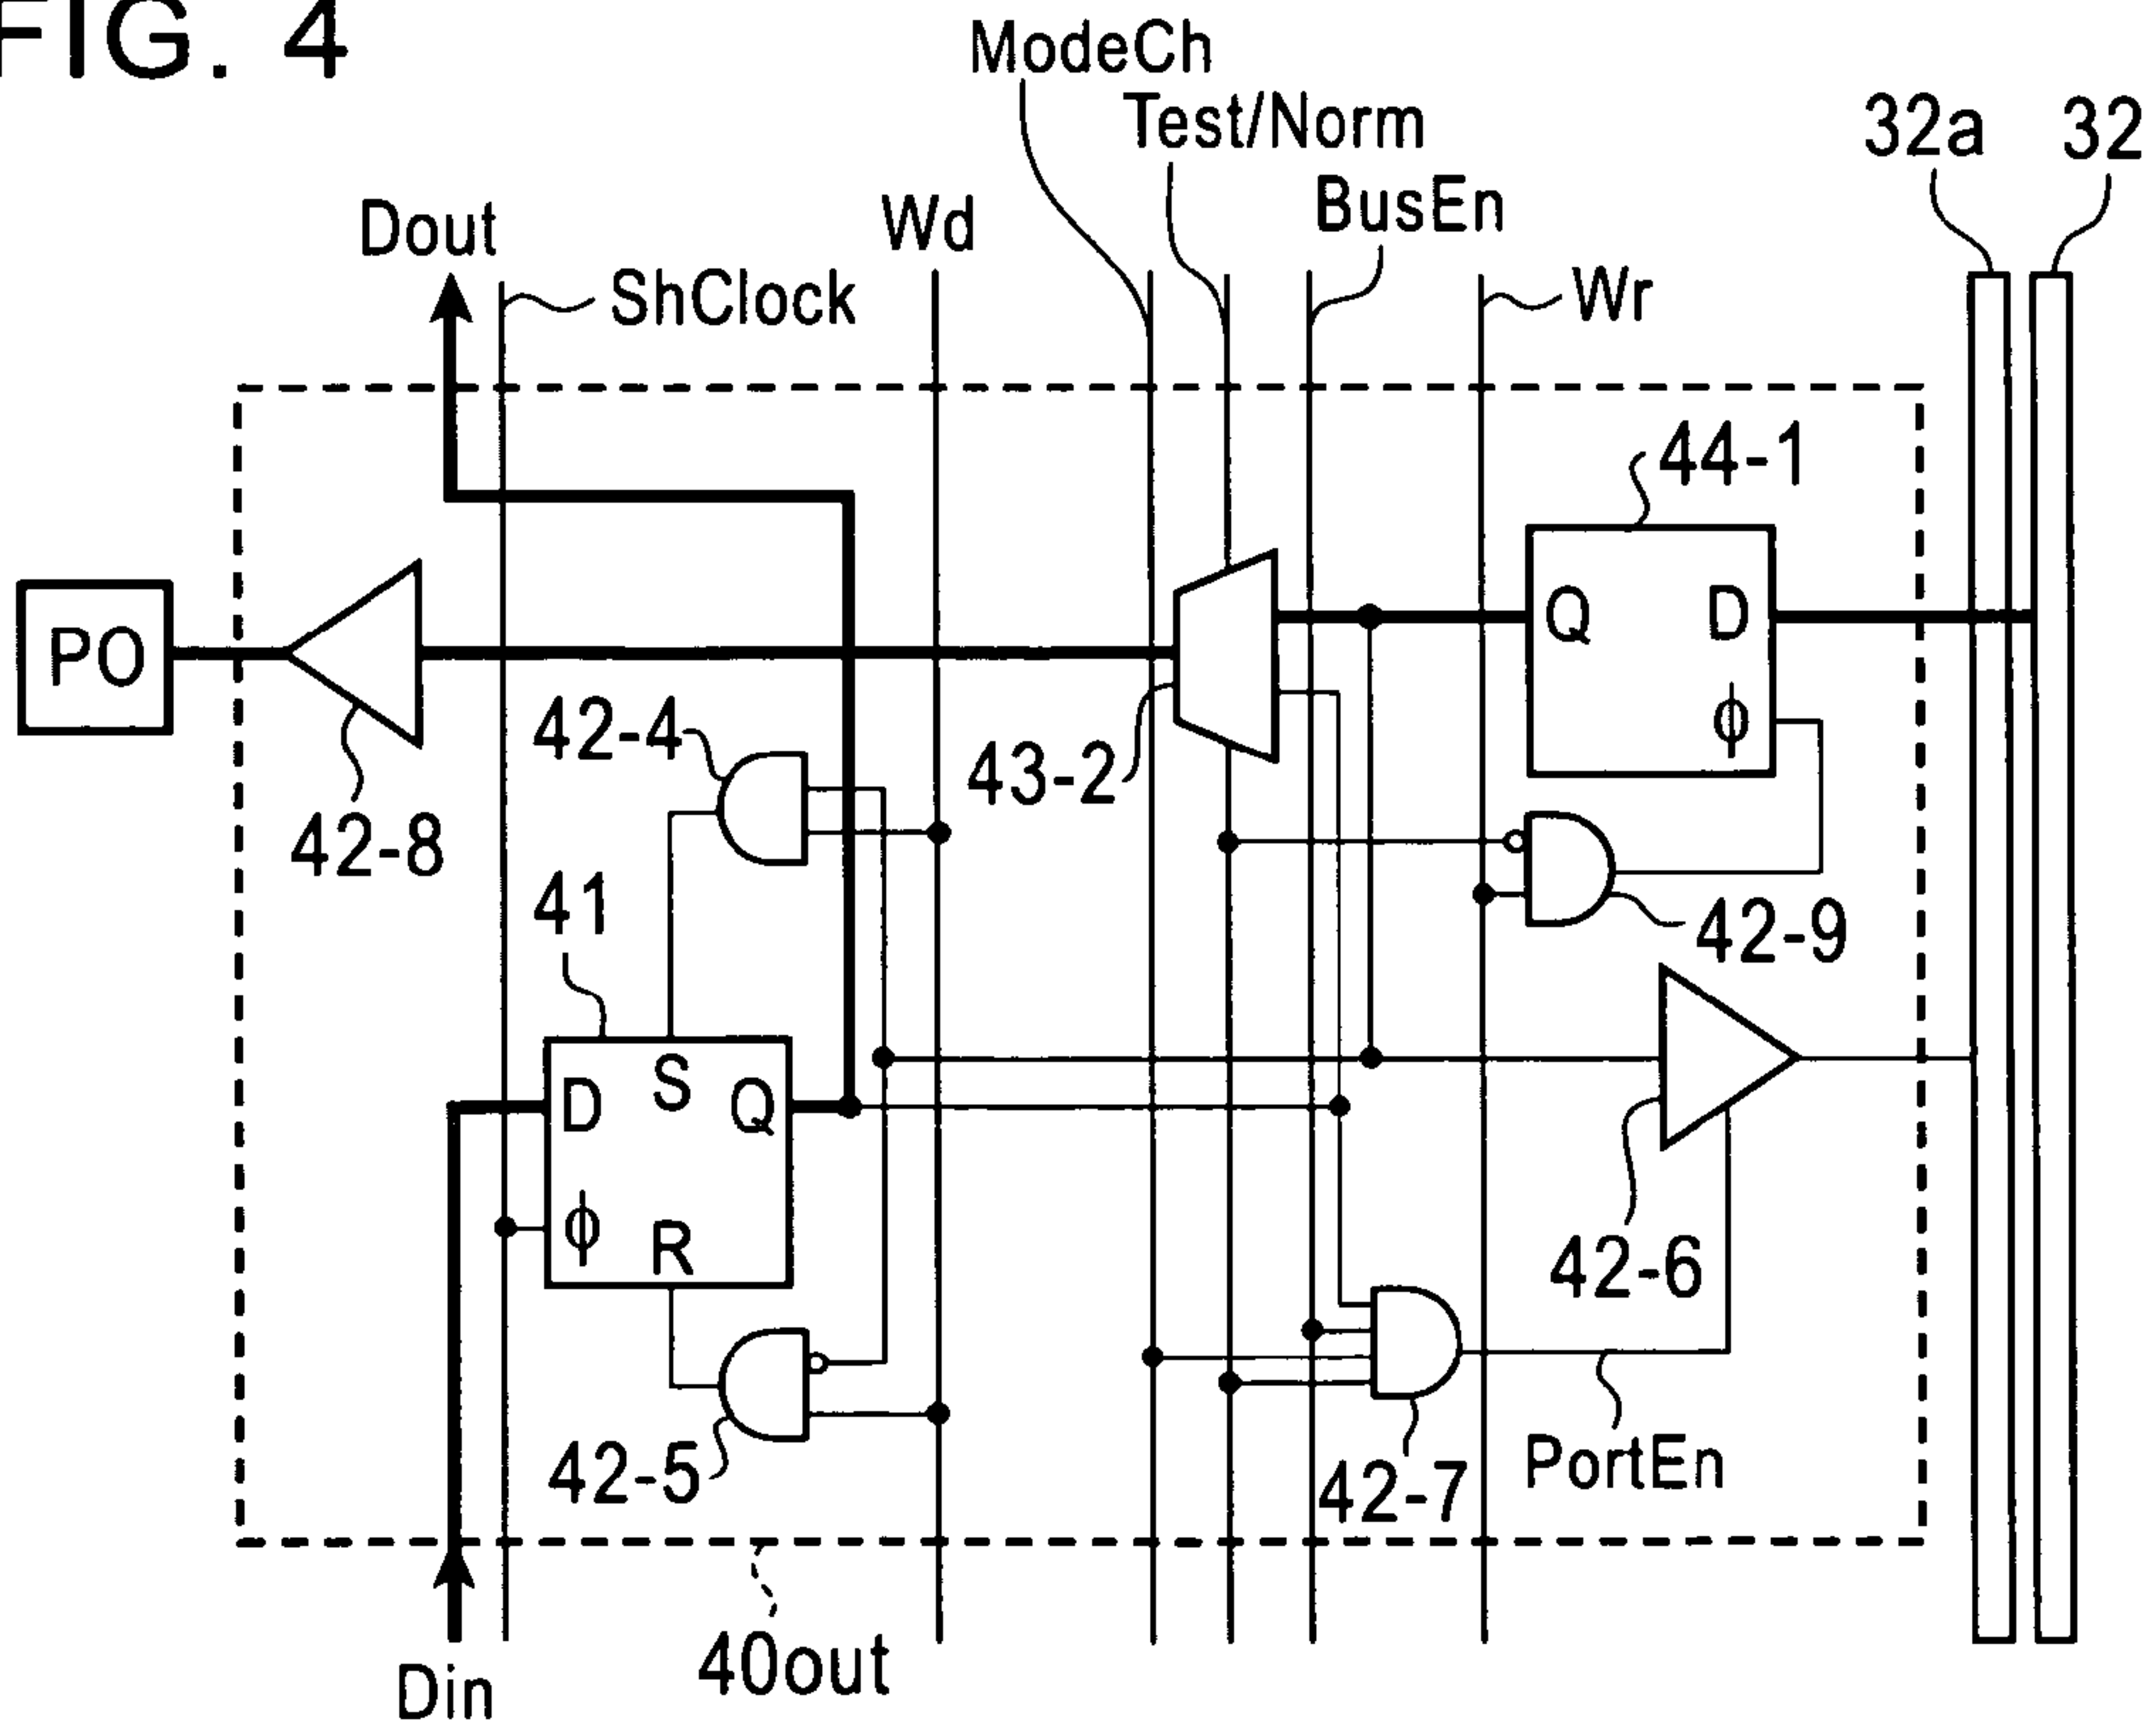 FIG. 4
ModeCh
Test/Norm
BusEn
32a
32
Dout
ShClock
Wd
Wr
44-1
PO
Q
D
ϕ
42-4
43-2
42-8
42-9
41
D
S
Q
ϕ
R
42-6
42-5
42-7
PortEn
40out
Din